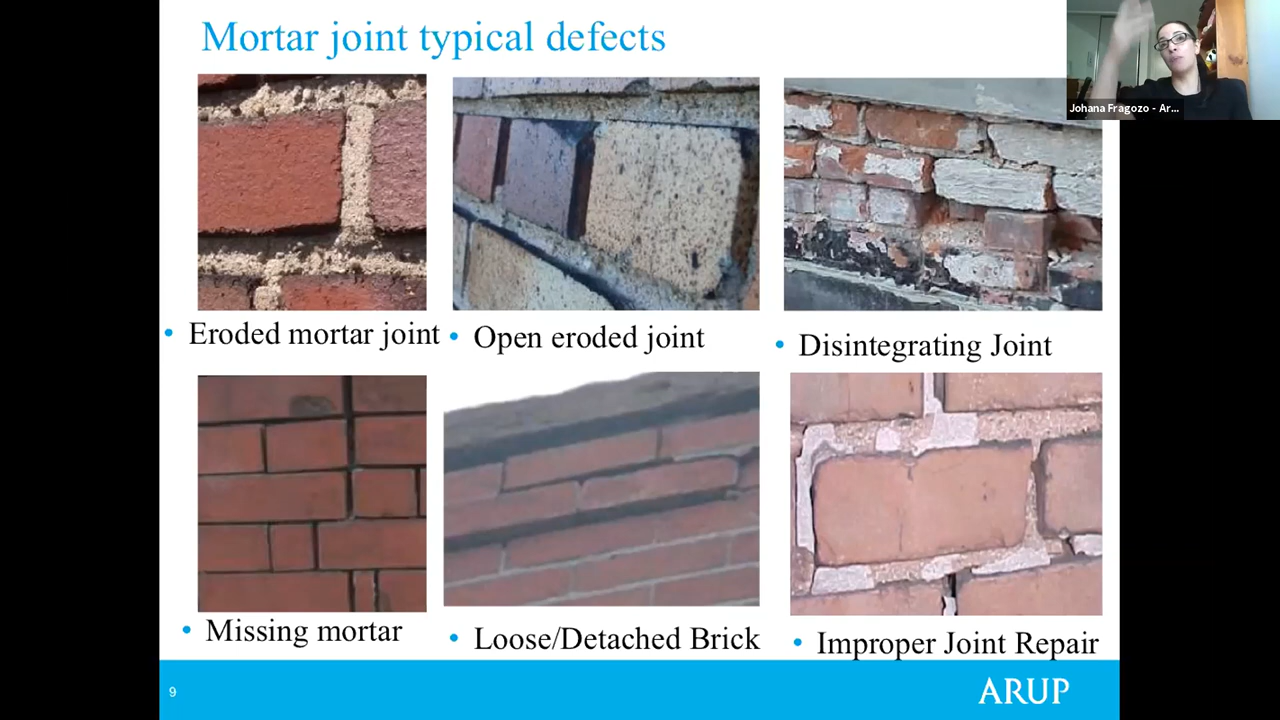 Mortar joint typical defects
Johana Fragozo - Ar...
• Eroded mortar joint
• Open eroded joint
• Disintegrating Joint
• Missing mortar
• Loose/Detached Brick
• Improper Joint Repair
9
ARUP